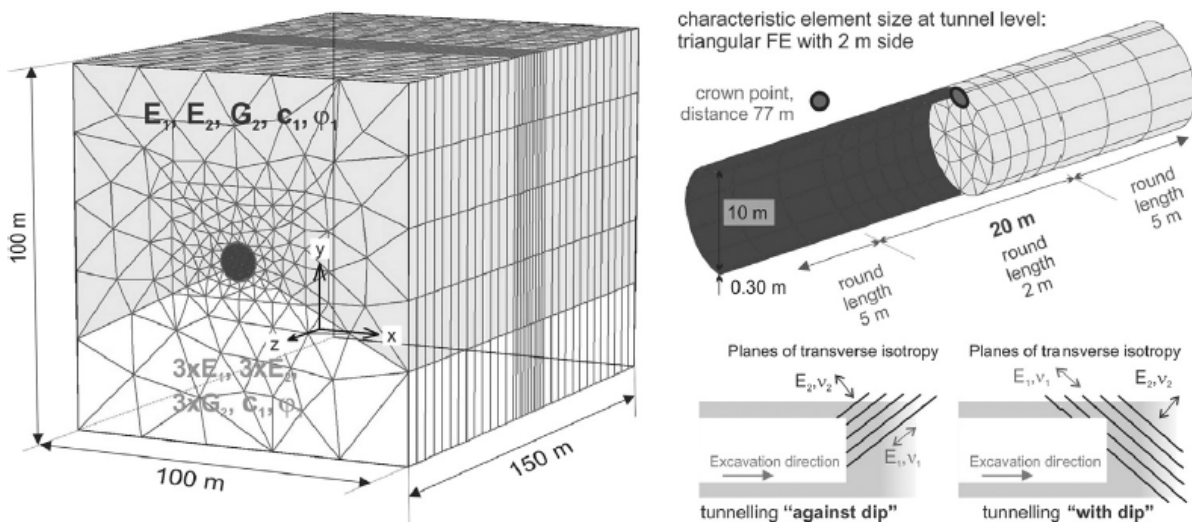 100 m
E₁, E₂, G₂, c₁, φ₁
y
x
z
3xE₁, 3xE₂,
3xG₂, c₁, φ
100 m
150 m
characteristic element size at tunnel level:
triangular FE with 2 m side
crown point,
distance 77 m
10 m
0.30 m
round
length
5 m
20 m
round
length
2 m
round
length
5 m
Planes of transverse isotropy
E₂,ν₂
E₁,ν₁
Excavation direction
tunnelling “against dip”
Planes of transverse isotropy
E₁,ν₁
E₂,ν₂
Excavation direction
tunnelling “with dip”